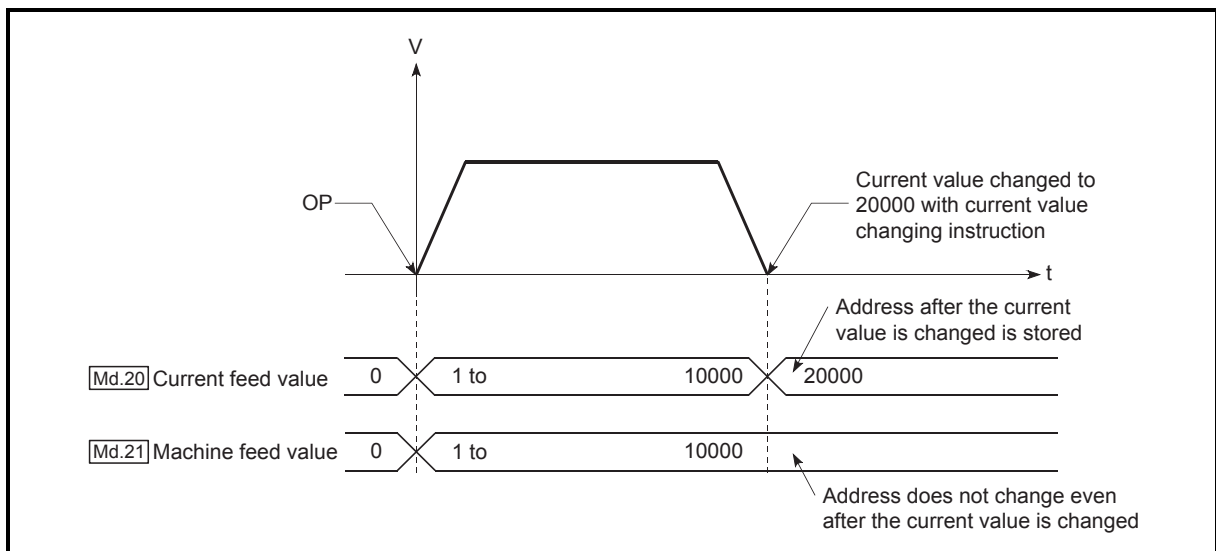 V
OP
Current value changed to
20000 with current value
changing instruction
t
Address after the current
value is changed is stored
Md.20 Current feed value 0 1 to 10000 20000
Md.21 Machine feed value 0 1 to 10000
Address does not change even
after the current value is changed